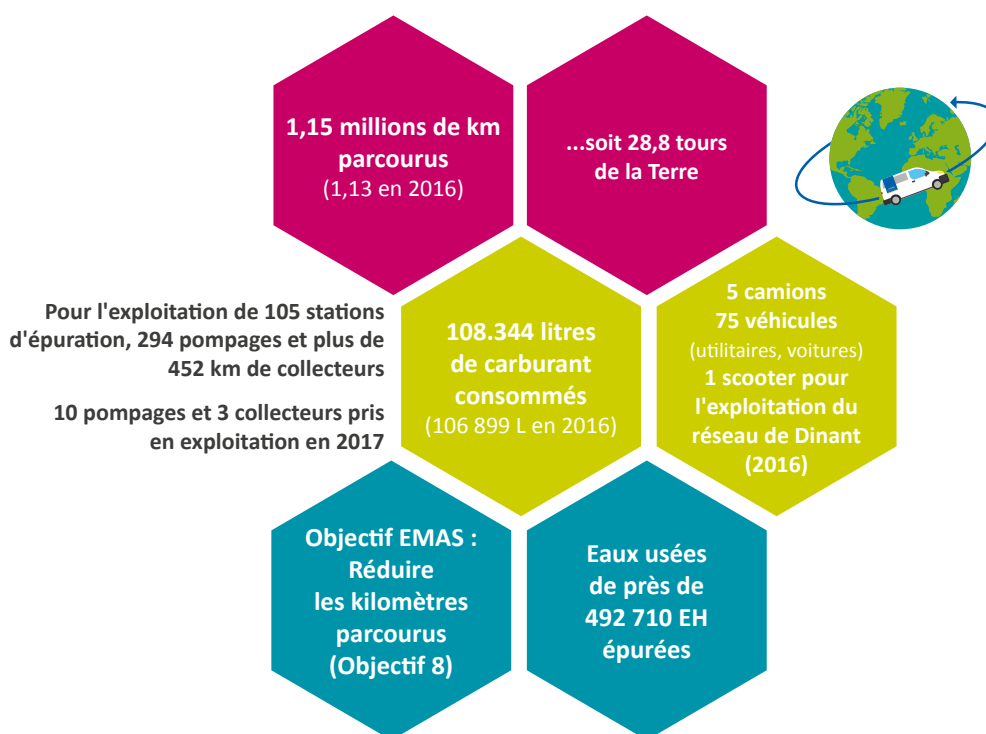 1,15 millions de km
parcourus
(1,13 en 2016)
...soit 28,8 tours
de la Terre
Pour l'exploitation de 105 stations
d'épuration, 294 pompages et plus de
452 km de collecteurs
10 pompages et 3 collecteurs pris
en exploitation en 2017
108.344 litres
de carburant
consommés
(106 899 L en 2016)
5 camions
75 véhicules
(utilitaires, voitures)
1 scooter pour
l'exploitation du
réseau de Dinant
(2016)
Objectif EMAS :
Réduire
les kilomètres
parcourus
(Objectif 8)
Eaux usées
de près de
492 710 EH
épurées